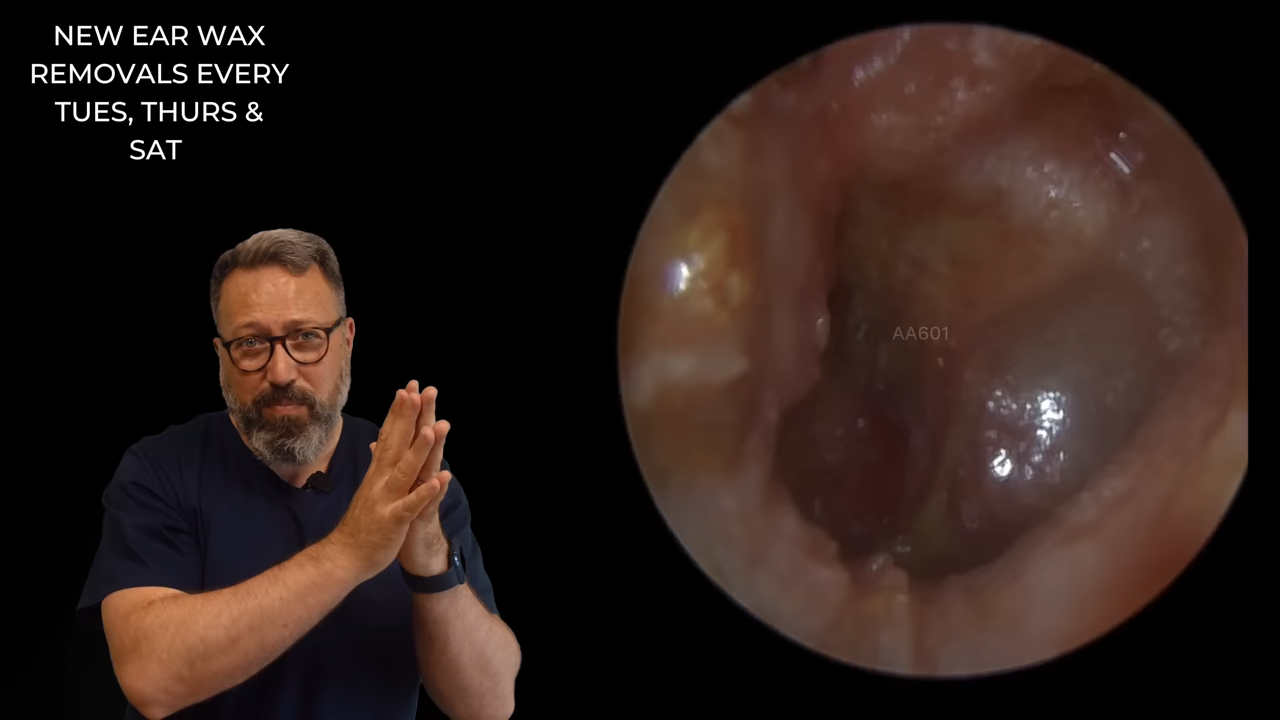 NEW EAR WAX
REMOVALS EVERY
TUES, THURS &
SAT
AA601